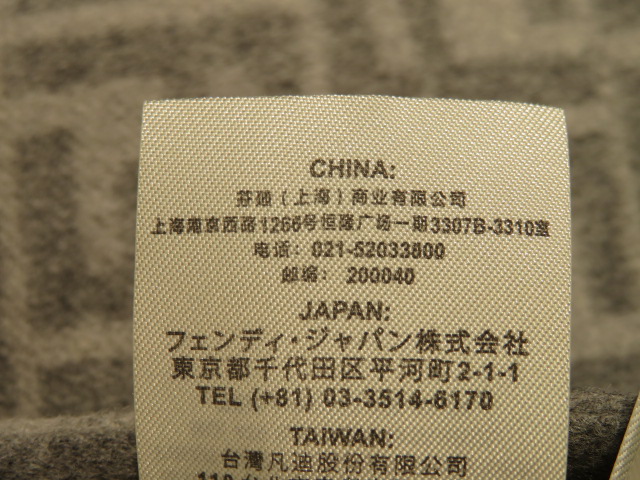 CHINA:
芬迪（上海）商业有限公司
上海南京西路1266号恒隆广场一期3307B-3310室
电话：021-52033800
邮编：200040
JAPAN:
フェンディ・ジャパン株式会社
東京都千代田区平河町2-1-1
TEL (+81) 03-3514-6170
TAIWAN:
台灣凡迪股份有限公司
110